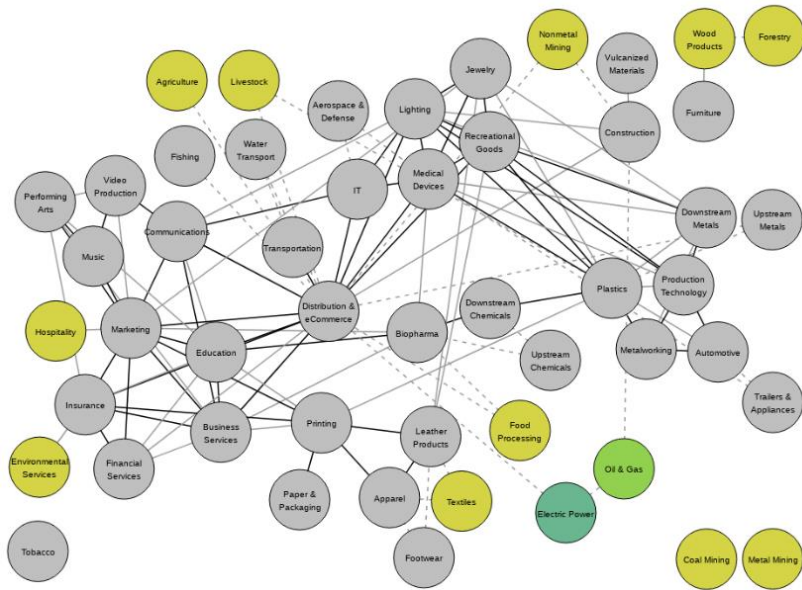 Nonmetal
Mining
Wood
Products
Forestry
Agriculture
Livestock
Jewelry
Vulcanized
Materials
Aerospace &
Defense
Lighting
Furniture
Fishing
Water
Transport
Recreational
Goods
Construction
Video
Production
Performing
Arts
IT
Medical
Devices
Communications
Transportation
Downstream
Metals
Upstream
Metals
Music
Plastics
Production
Technology
Hospitality
Marketing
Distribution &
eCommerce
Biopharma
Downstream
Chemicals
Education
Upstream
Chemicals
Metalworking
Automotive
Insurance
Business
Services
Printing
Leather
Products
Food
Processing
Trailers &
Appliances
Environmental
Services
Financial
Services
Oil & Gas
Paper &
Packaging
Apparel
Textiles
Electric Power
Tobacco
Footwear
Coal Mining
Metal Mining